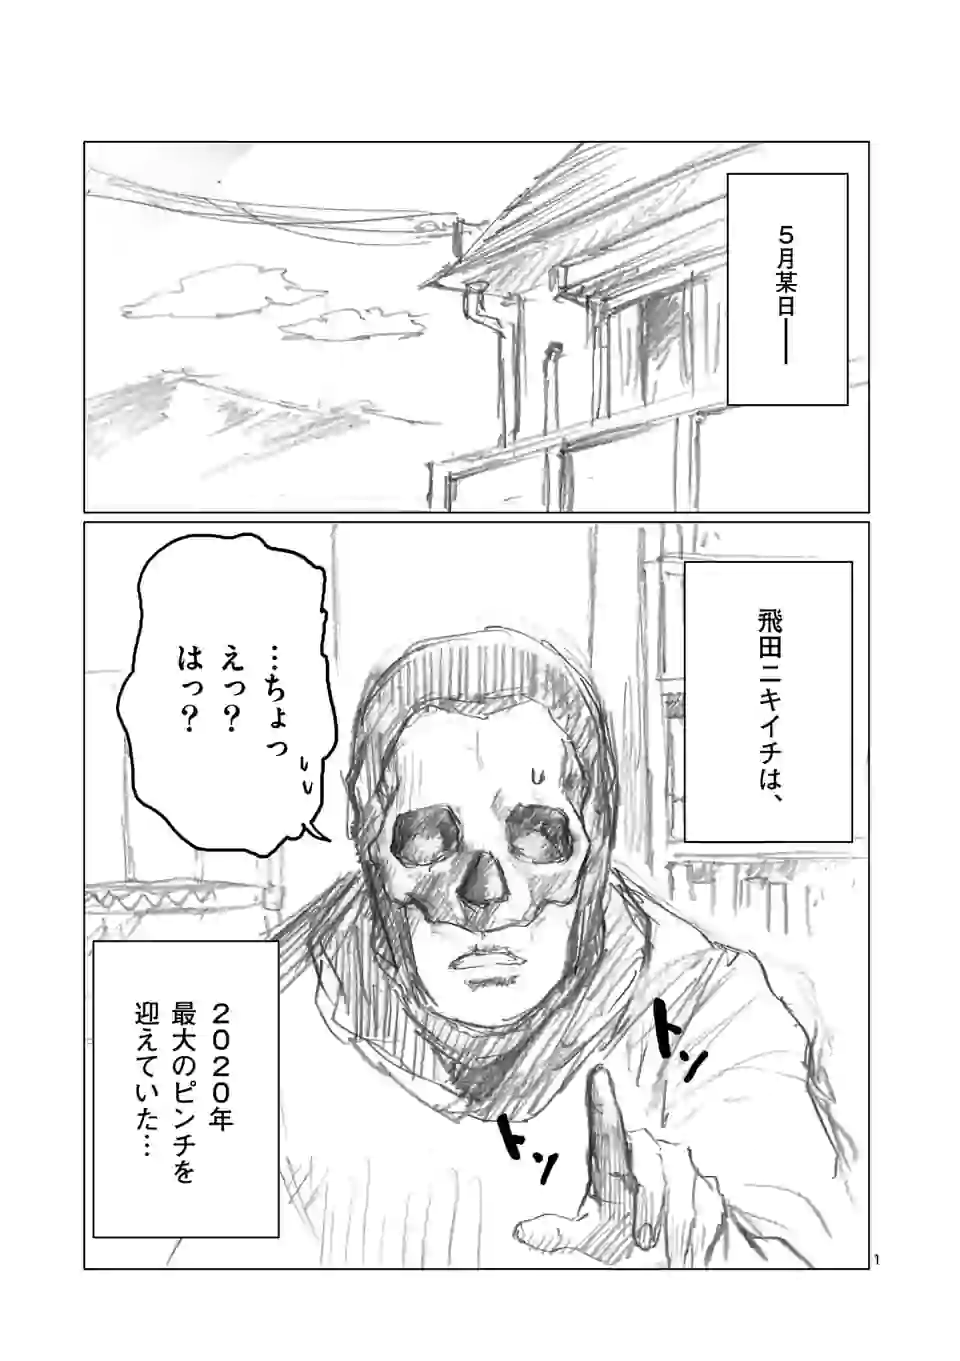 5月某日――
飛田ニキイチは、
…ちょっ
えっ？
はっ？
トッ
トッ
2020年
最大のピンチを
迎えていた…
1